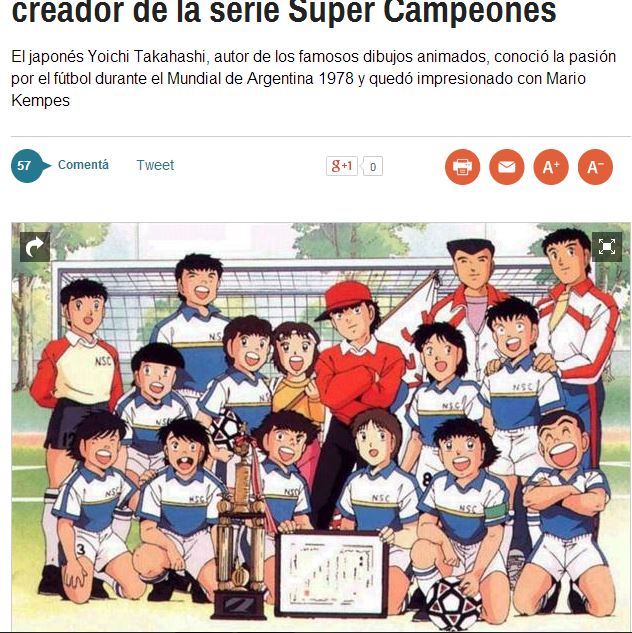 creador de la serie Super Campeones
El japonés Yoichi Takahashi, autor de los famosos dibujos animados, conoció la pasión
por el fútbol durante el Mundial de Argentina 1978 y quedó impresionado con Mario
Kempes
57 Comentá Tweet g+1 0 A+ A-
NSC
NS
NSC
NSC
NSC
NSC
NSC
12
8
3